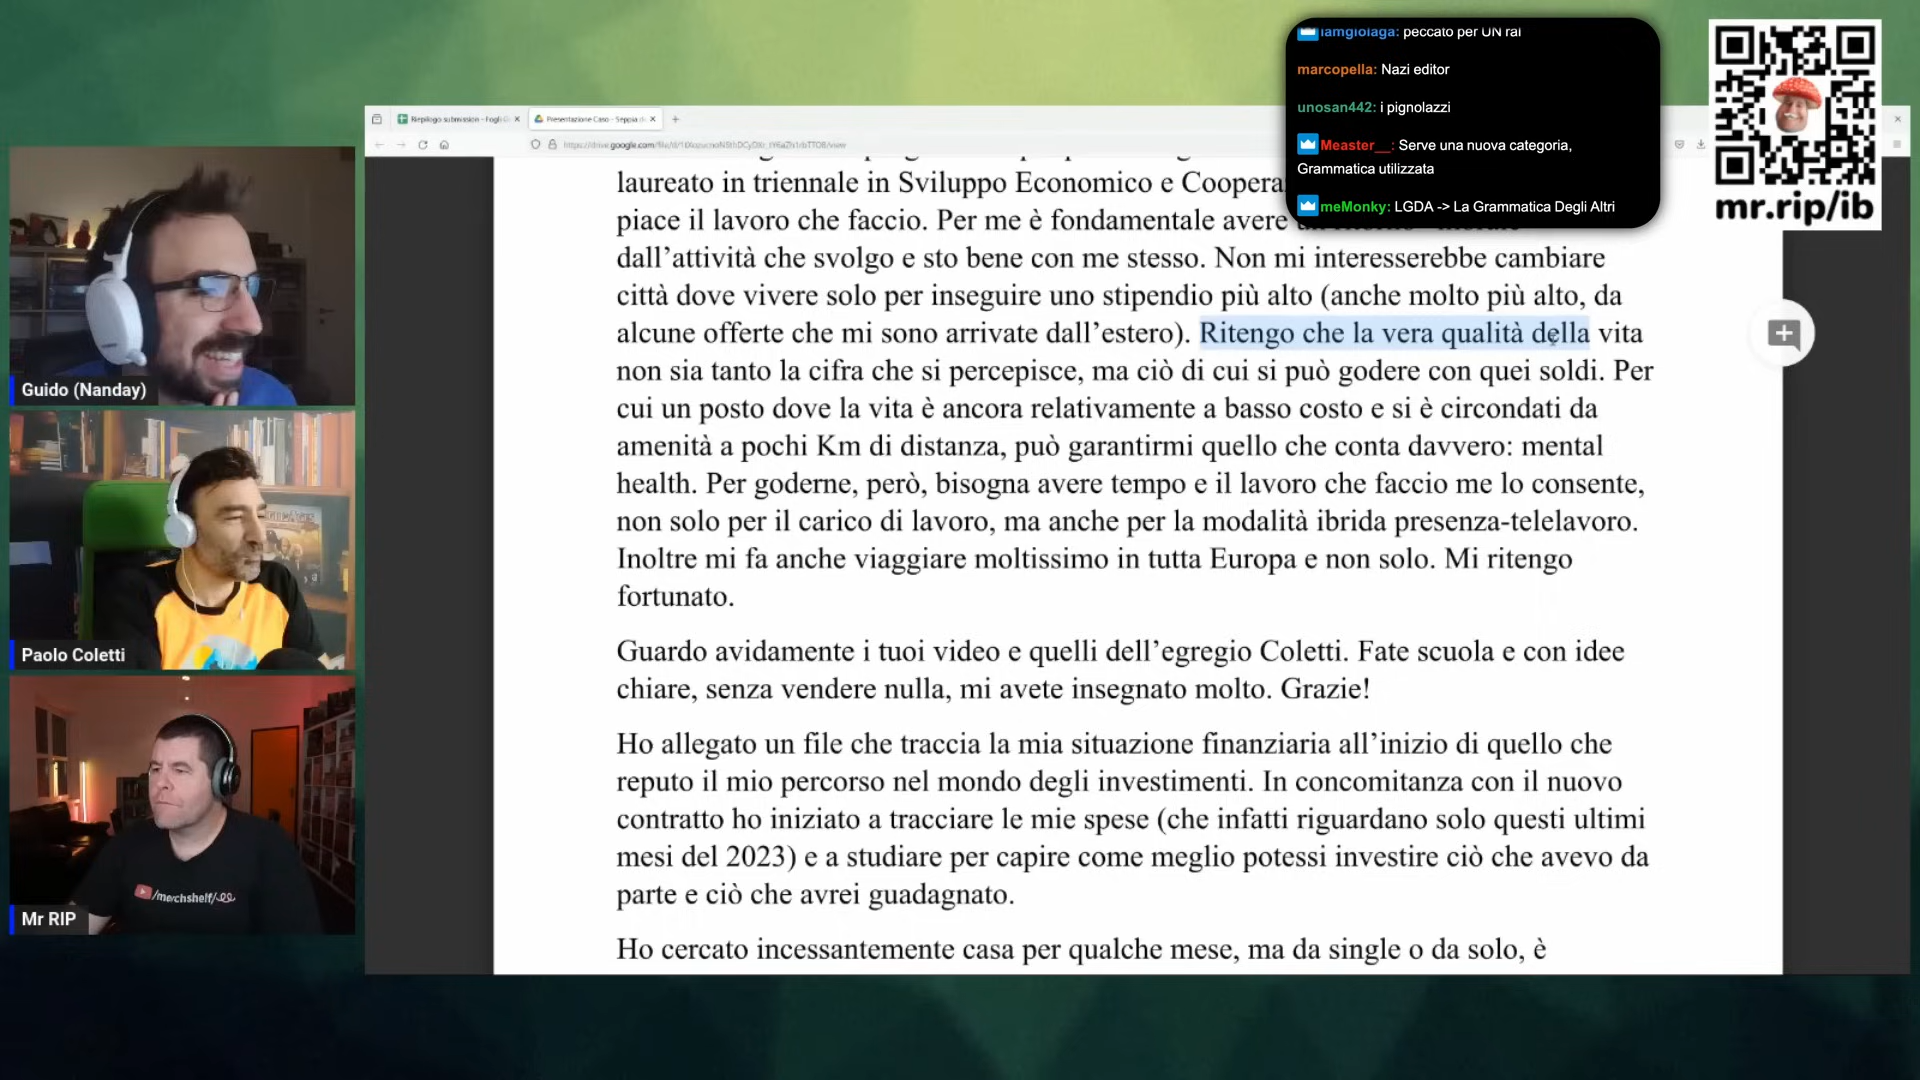 iamgiolaga: peccato per UN rai
marcopella: Nazi editor
unosan442: i pignolazzi
Measter__: Serve una nuova categoria,
Grammatica utilizzata
meMonky: LGDA -> La Grammatica Degli Altri
mr.rip/ib
Riepilogo submission - Fogli
Presentazione Caso - Seppia
laureato in triennale in Sviluppo Economico e Coopera
piace il lavoro che faccio. Per me è fondamentale avere
dall’attività che svolgo e sto bene con me stesso. Non mi interesserebbe cambiare
città dove vivere solo per inseguire uno stipendio più alto (anche molto più alto, da
alcune offerte che mi sono arrivate dall’estero). Ritengo che la vera qualità della vita
non sia tanto la cifra che si percepisce, ma ciò di cui si può godere con quei soldi. Per
cui un posto dove la vita è ancora relativamente a basso costo e si è circondati da
amenità a pochi Km di distanza, può garantirmi quello che conta davvero: mental
health. Per goderne, però, bisogna avere tempo e il lavoro che faccio me lo consente,
non solo per il carico di lavoro, ma anche per la modalità ibrida presenza-telelavoro.
Inoltre mi fa anche viaggiare moltissimo in tutta Europa e non solo. Mi ritengo
fortunato.
Guardo avidamente i tuoi video e quelli dell’egregio Coletti. Fate scuola e con idee
chiare, senza vendere nulla, mi avete insegnato molto. Grazie!
Ho allegato un file che traccia la mia situazione finanziaria all’inizio di quello che
reputo il mio percorso nel mondo degli investimenti. In concomitanza con il nuovo
contratto ho iniziato a tracciare le mie spese (che infatti riguardano solo questi ultimi
mesi del 2023) e a studiare per capire come meglio potessi investire ciò che avevo da
parte e ciò che avrei guadagnato.
Ho cercato incessantemente casa per qualche mese, ma da single o da solo, è
Guido (Nanday)
Paolo Coletti
/merchshelf/
Mr RIP